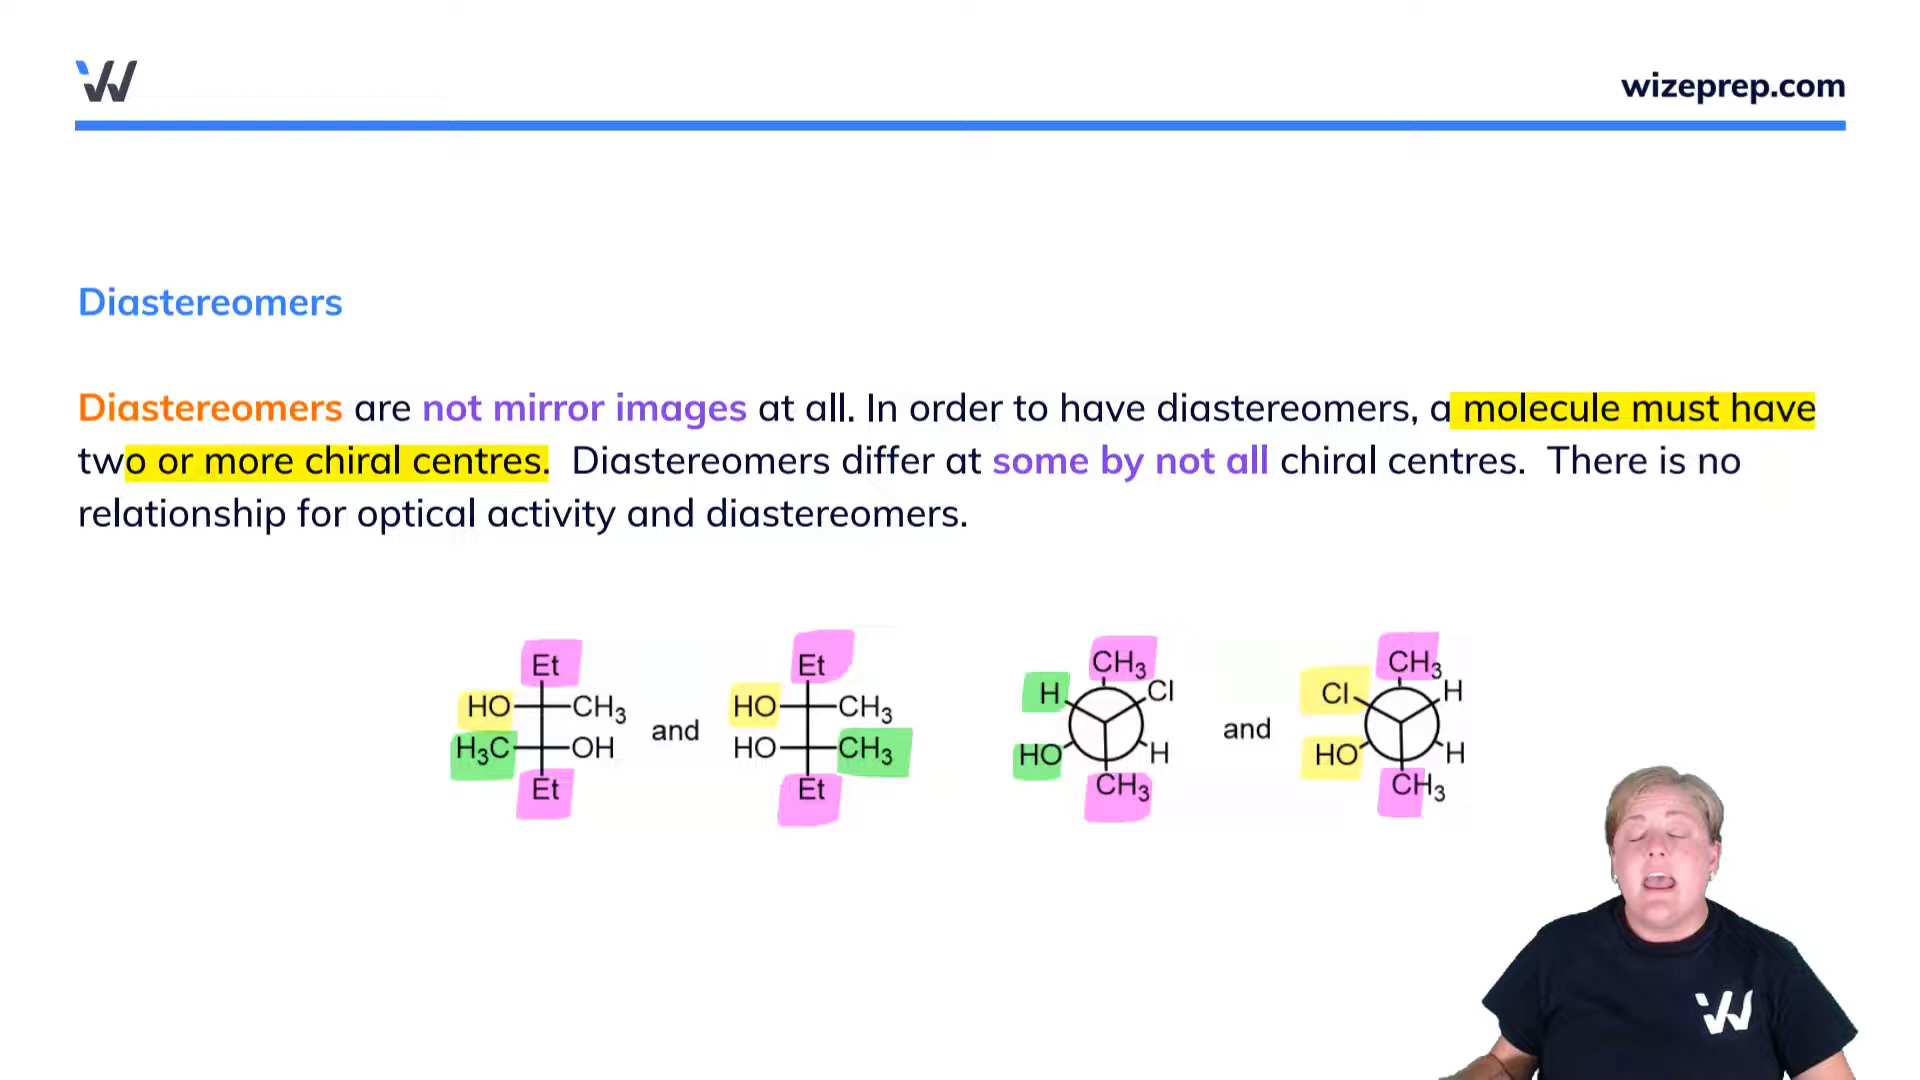 wizeprep.com
Diastereomers
Diastereomers are not mirror images at all. In order to have diastereomers, a molecule must have
two or more chiral centres. Diastereomers differ at some by not all chiral centres. There is no
relationship for optical activity and diastereomers.
Et
HO CH₃
H₃C OH
Et
and
Et
HO CH₃
HO CH₃
Et
CH₃
H Cl
HO H
CH₃
and
CH₃
Cl H
HO H
CH₃
W